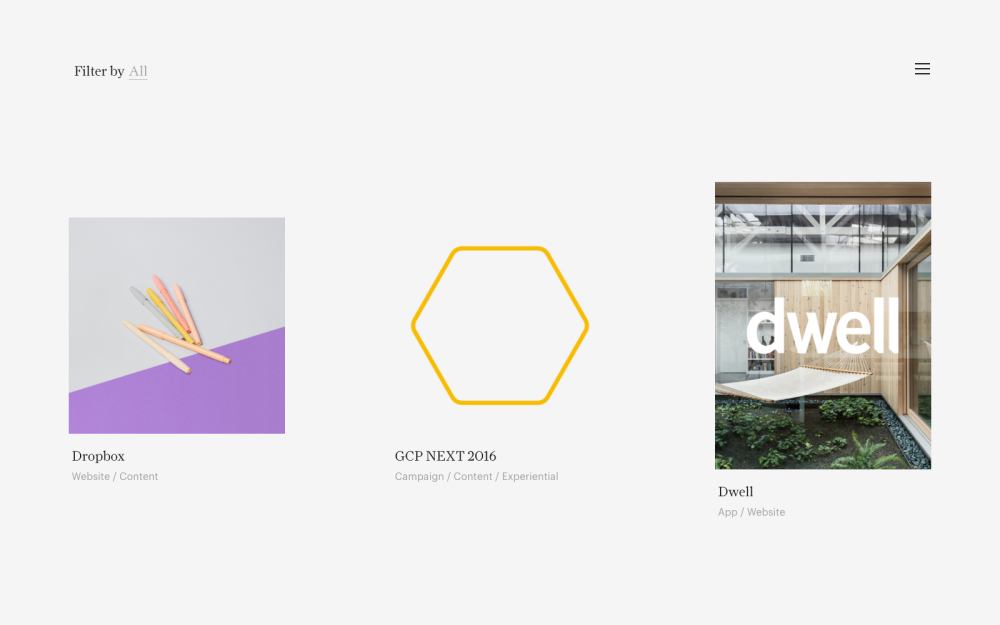 Filter by All
dwell
Dropbox
Website / Content
GCP NEXT 2016
Campaign / Content / Experiential
Dwell
App / Website